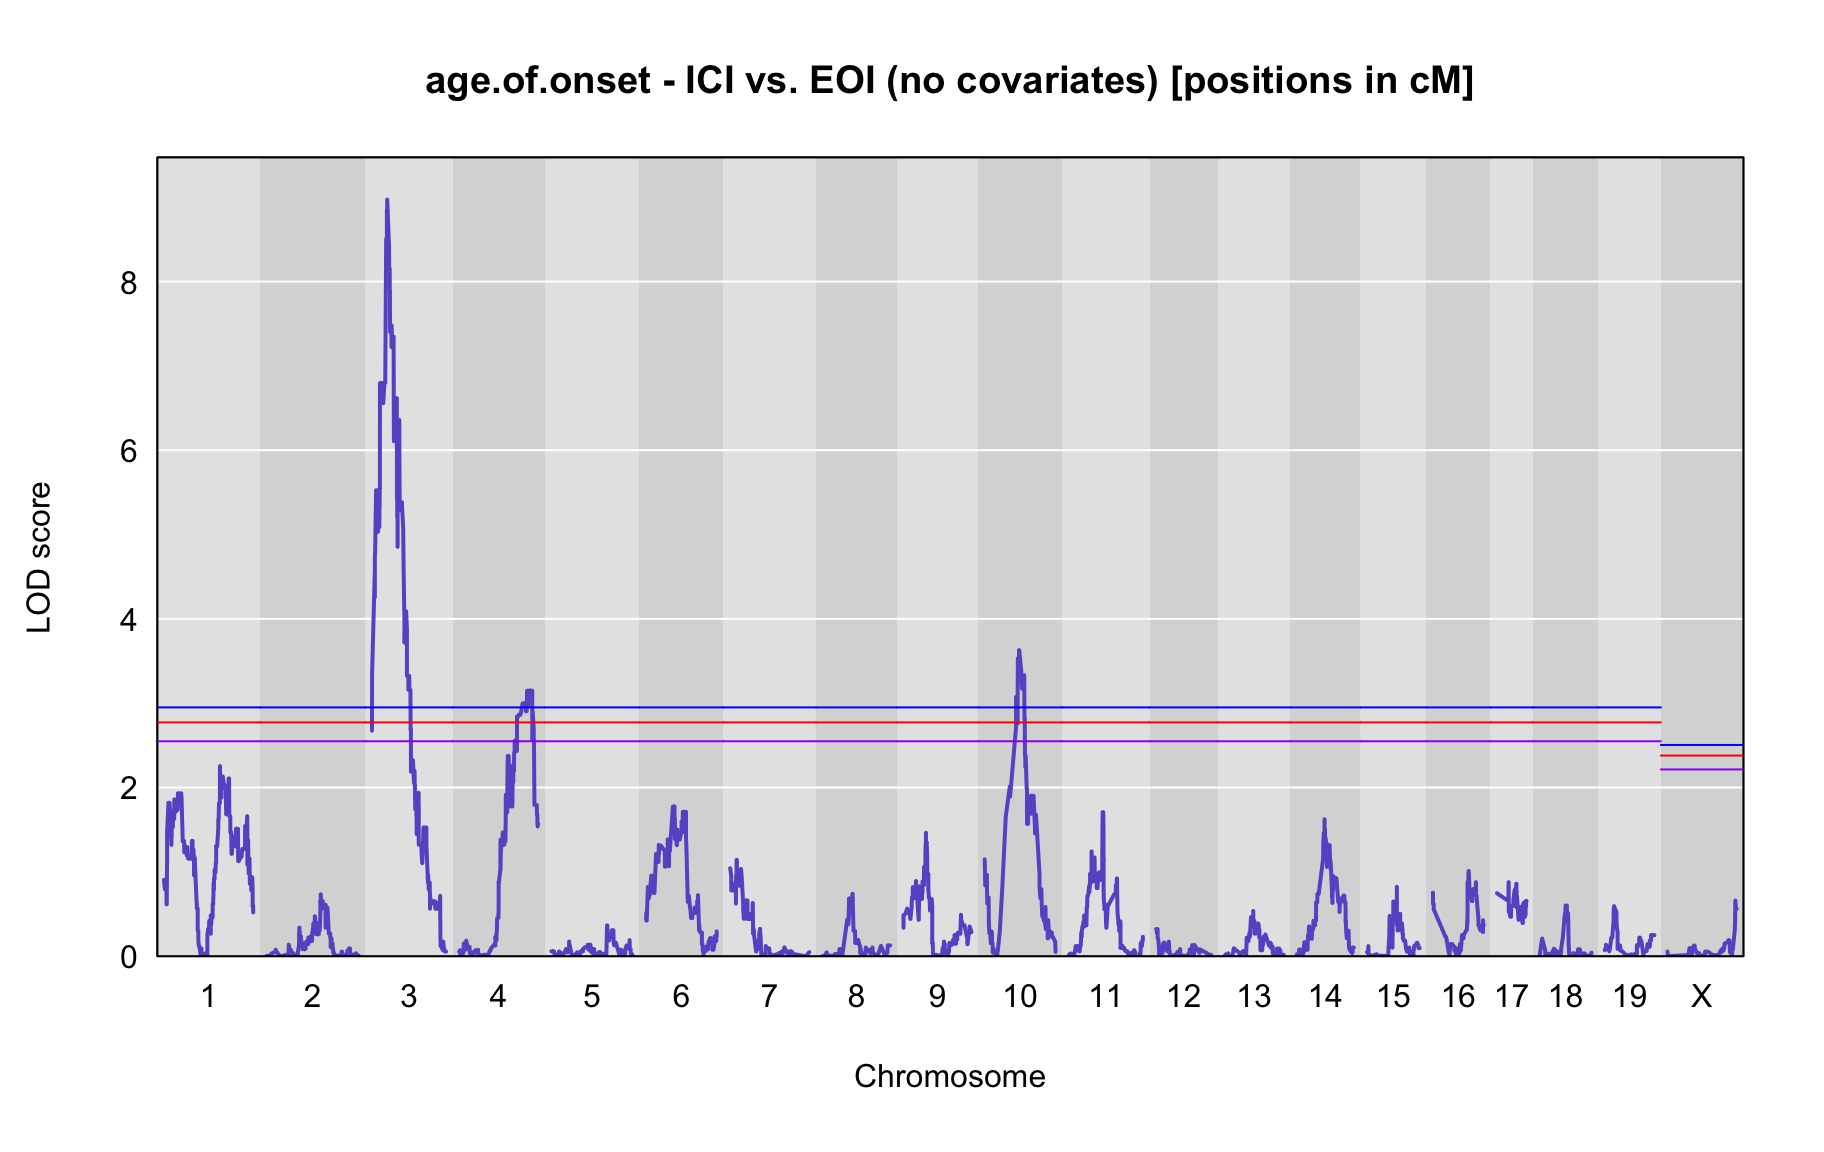 age.of.onset - ICI vs. EOI (no covariates) [positions in cM]
LOD score
8
6
4
2
0
1 2 3 4 5 6 7 8 9 10 11 12 13 14 15 16 17 18 19 X
Chromosome